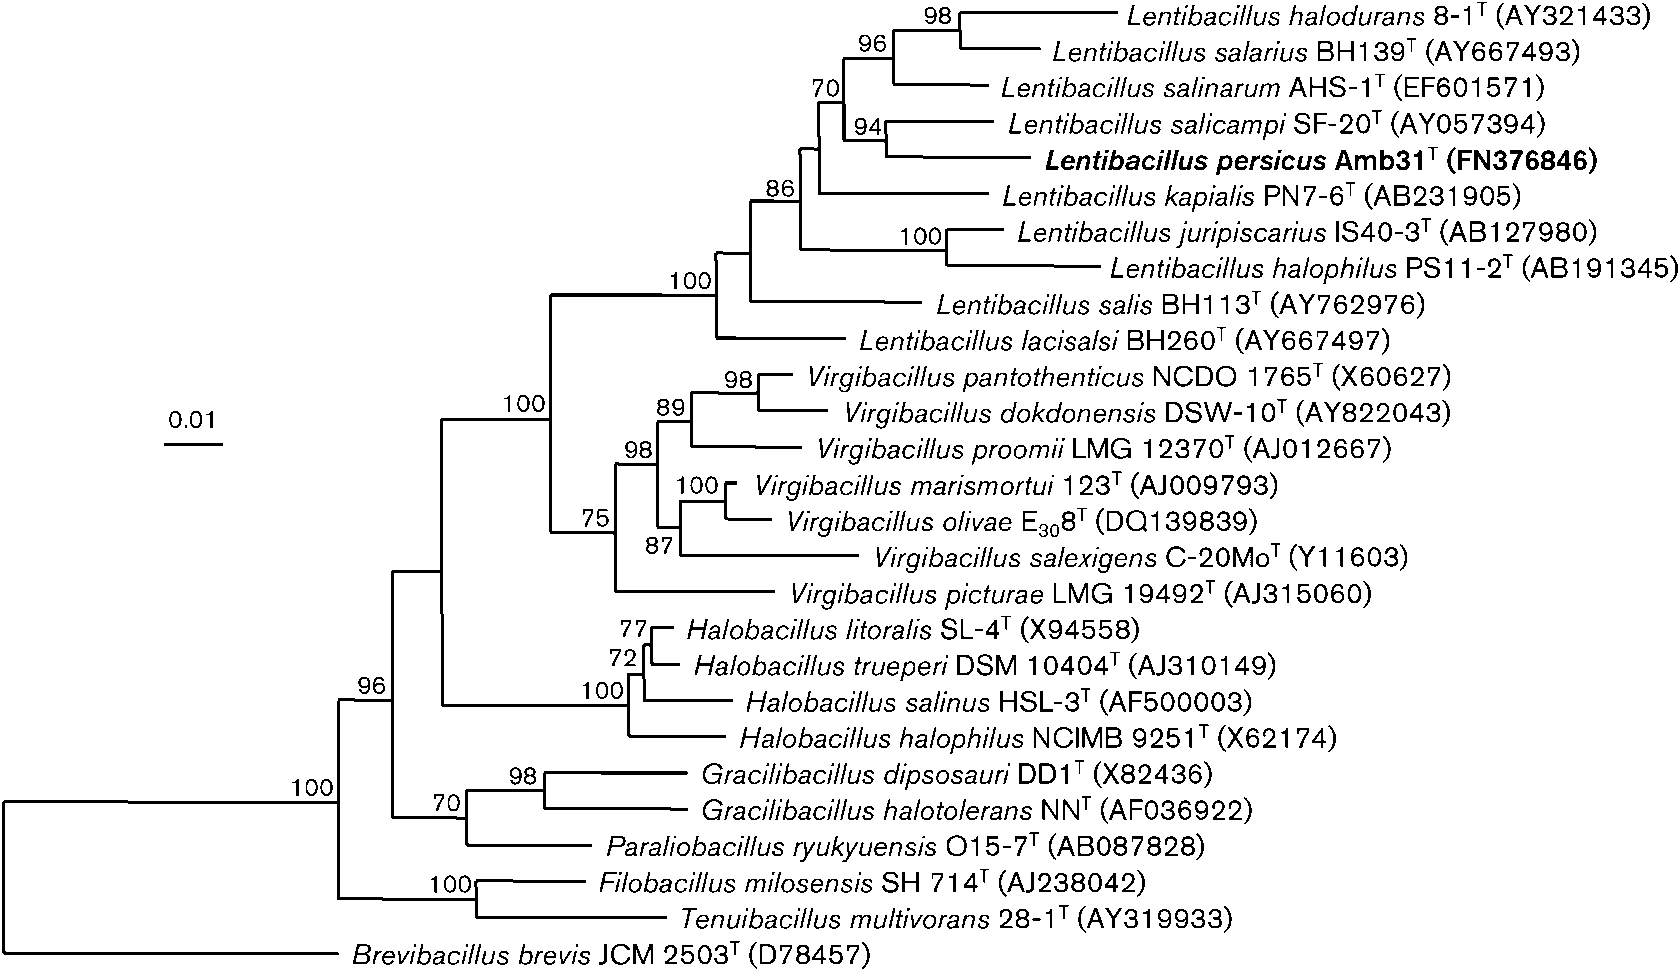 98 Lentibacillus halodurans 8-1ᵀ (AY321433)
96 Lentibacillus salarius BH139ᵀ (AY667493)
70 Lentibacillus salinarum AHS-1ᵀ (EF601571)
94 Lentibacillus salicampi SF-20ᵀ (AY057394)
Lentibacillus persicus Amb31ᵀ (FN376846)
86 Lentibacillus kapialis PN7-6ᵀ (AB231905)
100 Lentibacillus juripiscarius IS40-3ᵀ (AB127980)
Lentibacillus halophilus PS11-2ᵀ (AB191345)
100 Lentibacillus salis BH113ᵀ (AY762976)
Lentibacillus lacisalsi BH260ᵀ (AY667497)
98 Virgibacillus pantothenticus NCDO 1765ᵀ (X60627)
0.01 100 89 Virgibacillus dokdonensis DSW-10ᵀ (AY822043)
98 Virgibacillus proomii LMG 12370ᵀ (AJ012667)
100 Virgibacillus marismortui 123ᵀ (AJ009793)
75 Virgibacillus olivae E₃₀8ᵀ (DQ139839)
87 Virgibacillus salexigens C-20Moᵀ (Y11603)
Virgibacillus picturae LMG 19492ᵀ (AJ315060)
77 Halobacillus litoralis SL-4ᵀ (X94558)
72 Halobacillus trueperi DSM 10404ᵀ (AJ310149)
96 100 Halobacillus salinus HSL-3ᵀ (AF500003)
Halobacillus halophilus NCIMB 9251ᵀ (X62174)
100 98 Gracilibacillus dipsosauri DD1ᵀ (X82436)
70 Gracilibacillus halotolerans NNᵀ (AF036922)
Paraliobacillus ryukyuensis O15-7ᵀ (AB087828)
100 Filobacillus milosensis SH 714ᵀ (AJ238042)
Tenuibacillus multivorans 28-1ᵀ (AY319933)
Brevibacillus brevis JCM 2503ᵀ (D78457)